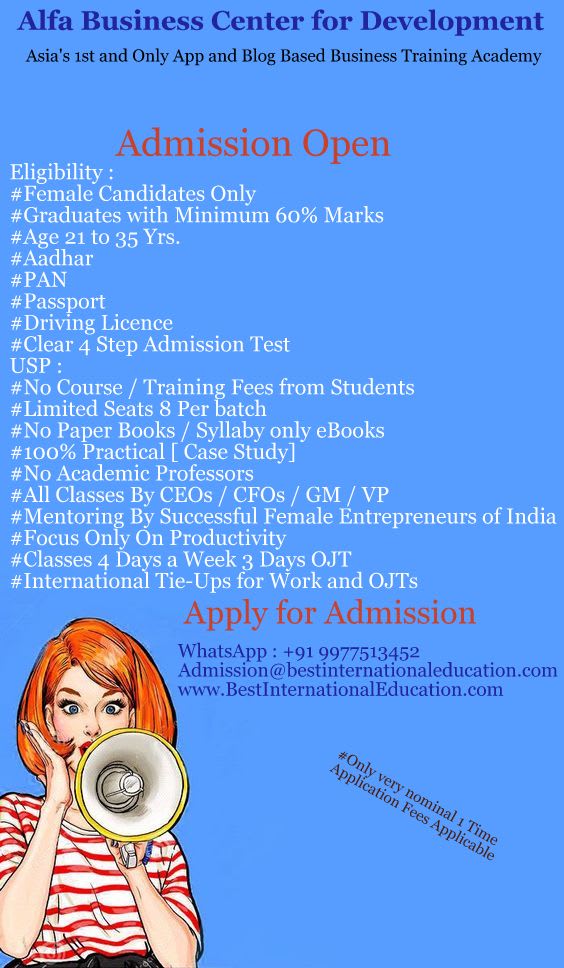 Alfa Business Center for Development
Asia's 1st and Only App and Blog Based Business Training Academy
Admission Open
Eligibility :
#Female Candidates Only
#Graduates with Minimum 60% Marks
#Age 21 to 35 Yrs.
#Aadhar
#PAN
#Passport
#Driving Licence
#Clear 4 Step Admission Test
USP :
#No Course / Training Fees from Students
#Limited Seats 8 Per batch
#No Paper Books / Syllaby only eBooks
#100% Practical [ Case Study]
#No Academic Professors
#All Classes By CEOs / CFOs / GM / VP
#Mentoring By Successful Female Entrepreneurs of India
#Focus Only On Productivity
#Classes 4 Days a Week 3 Days OJT
#International Tie-Ups for Work and OJTs
Apply for Admission
WhatsApp : +91 9977513452
Admission@bestinternationaleducation.com
www.BestInternationalEducation.com
#Only very nominal 1 Time
Application Fees Applicable